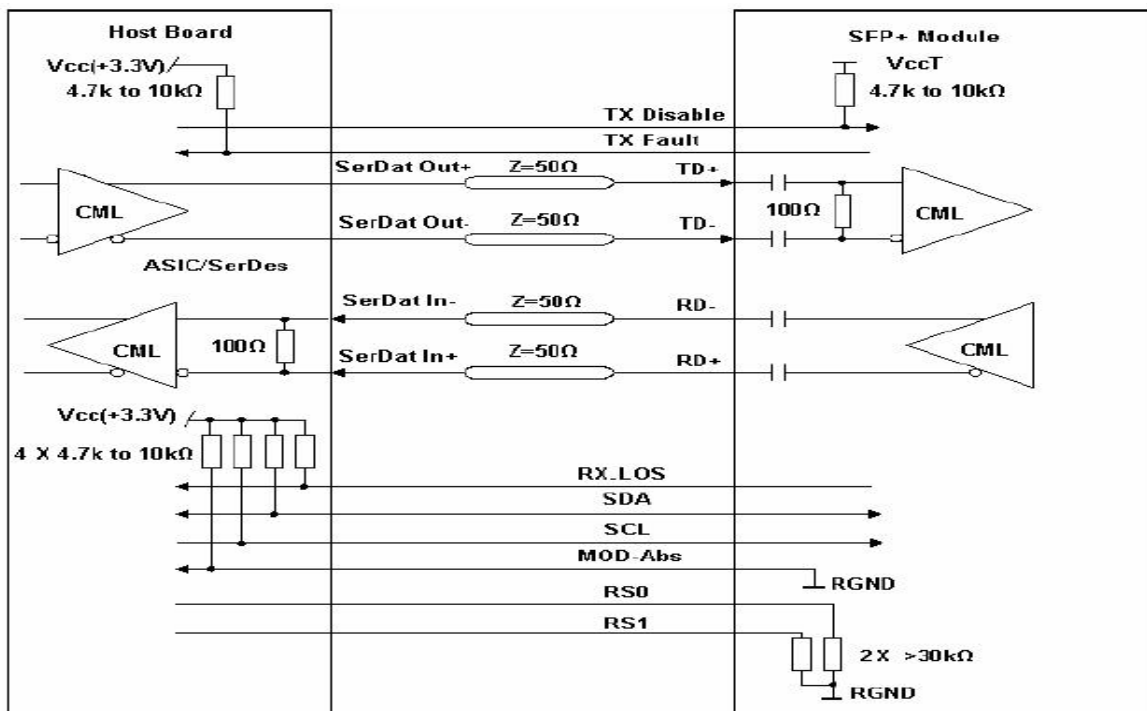 Host Board
SFP+ Module
Vcc(+3.3V)
4.7k to 10kΩ
VccT
4.7k to 10kΩ
TX Disable
TX Fault
SerDat Out+
Z=50Ω
TD+
CML
100Ω
CML
SerDat Out-
Z=50Ω
TD-
ASIC/SerDes
SerDat In-
Z=50Ω
RD-
CML
100Ω
CML
SerDat In+
Z=50Ω
RD+
Vcc(+3.3V)
4 X 4.7k to 10kΩ
RX_LOS
SDA
SCL
MOD-Abs
RGND
RS0
RS1
2X >30kΩ
RGND